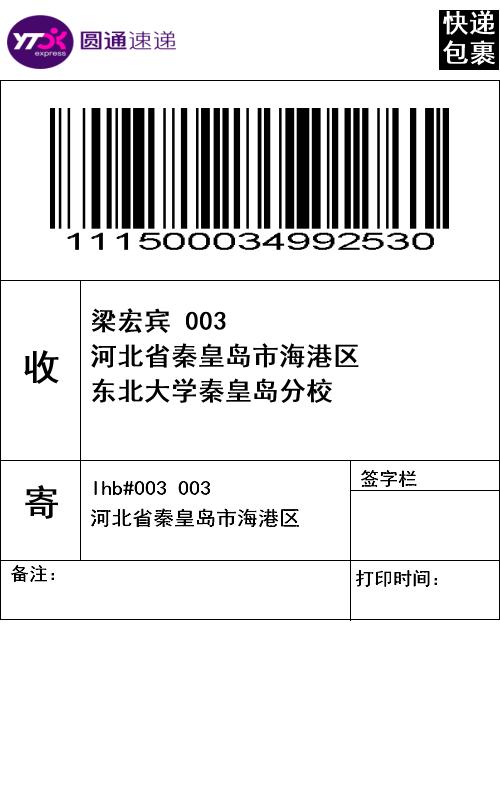 YTO
express
圆通速递
快递
包裹
111500034992530
收
梁宏宾 003
河北省秦皇岛市海港区
东北大学秦皇岛分校
寄
lhb#003 003
河北省秦皇岛市海港区
签字栏
备注：
打印时间：